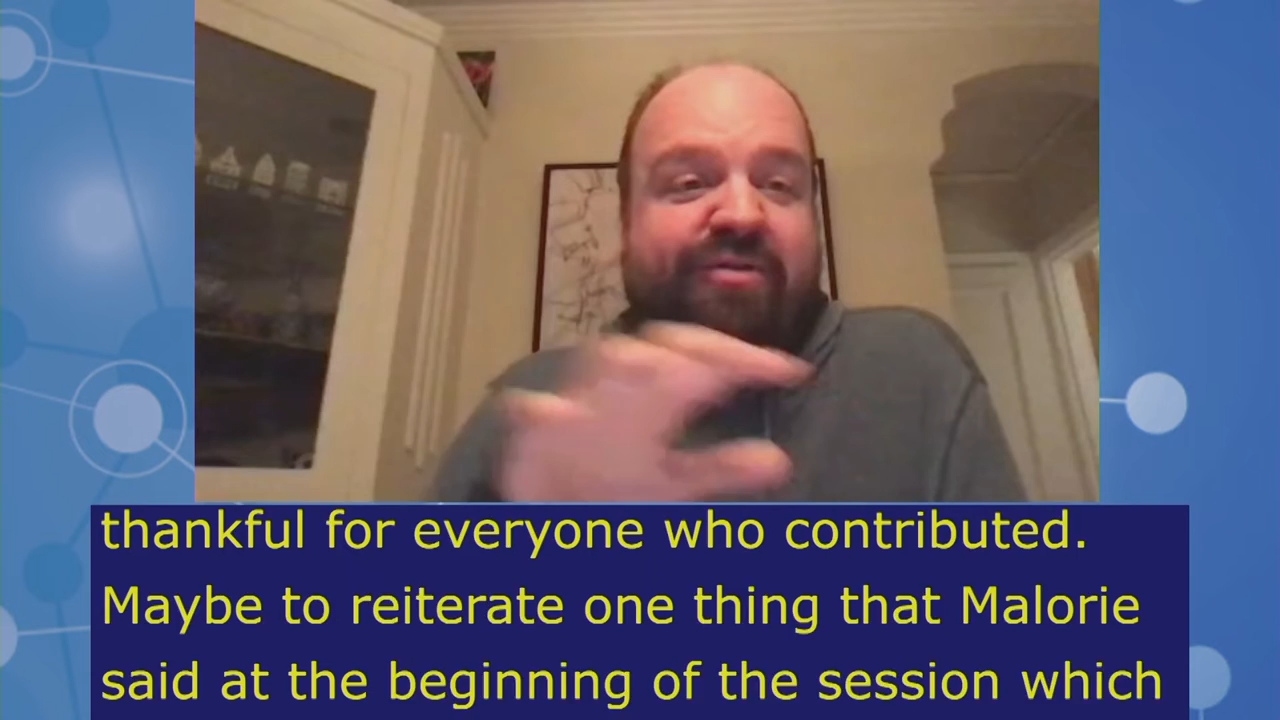 thankful for everyone who contributed.
Maybe to reiterate one thing that Malorie
said at the beginning of the session which